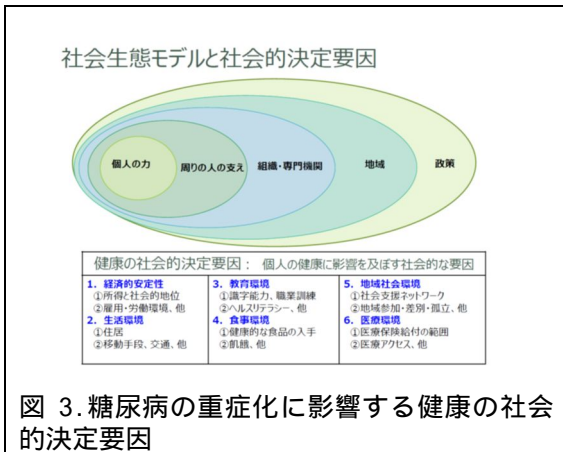 社会生態モデルと社会的決定要因
個人の力
周りの人の支え
組織・専門機関
地域
政策
健康の社会的決定要因： 個人の健康に影響を及ぼす社会的な要因
1. 経済的安定性
①所得と社会的地位
②雇用・労働環境、他
2. 生活環境
①住居
②移動手段、交通、他
3. 教育環境
①識字能力、職業訓練
②ヘルスリテラシー、他
4. 食事環境
①健康的な食品の入手
②飢餓、他
5. 地域社会環境
①社会支援ネットワーク
②地域参加・差別・孤立、他
6. 医療環境
①医療保険給付の範囲
②医療アクセス、他
図 3.糖尿病の重症化に影響する健康の社会
的決定要因